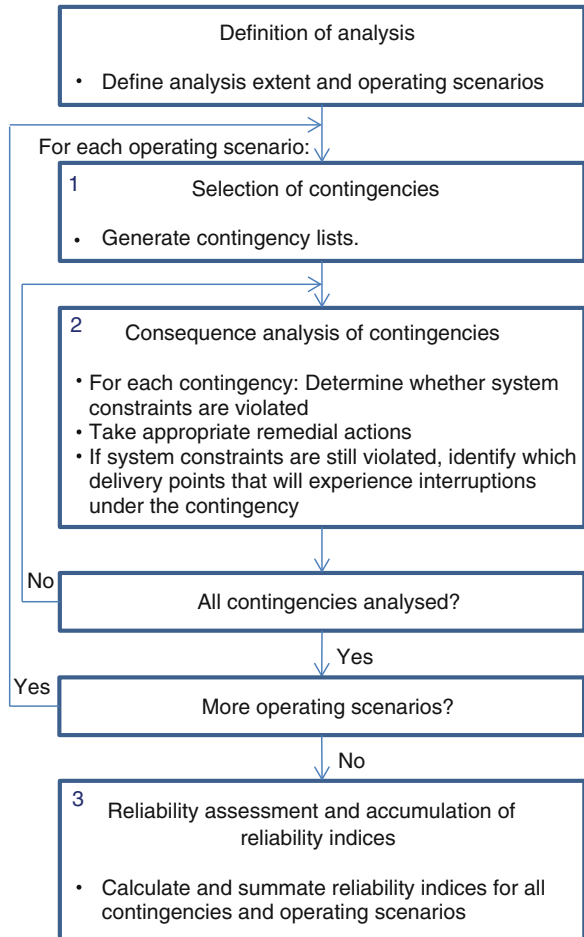 Definition of analysis
• Define analysis extent and operating scenarios
For each operating scenario:
1
Selection of contingencies
• Generate contingency lists.
2
Consequence analysis of contingencies
• For each contingency: Determine whether system
constraints are violated
• Take appropriate remedial actions
• If system constraints are still violated, identify which
delivery points that will experience interruptions
under the contingency
No
All contingencies analysed?
Yes
Yes
More operating scenarios?
No
3
Reliability assessment and accumulation of
reliability indices
• Calculate and summate reliability indices for all
contingencies and operating scenarios